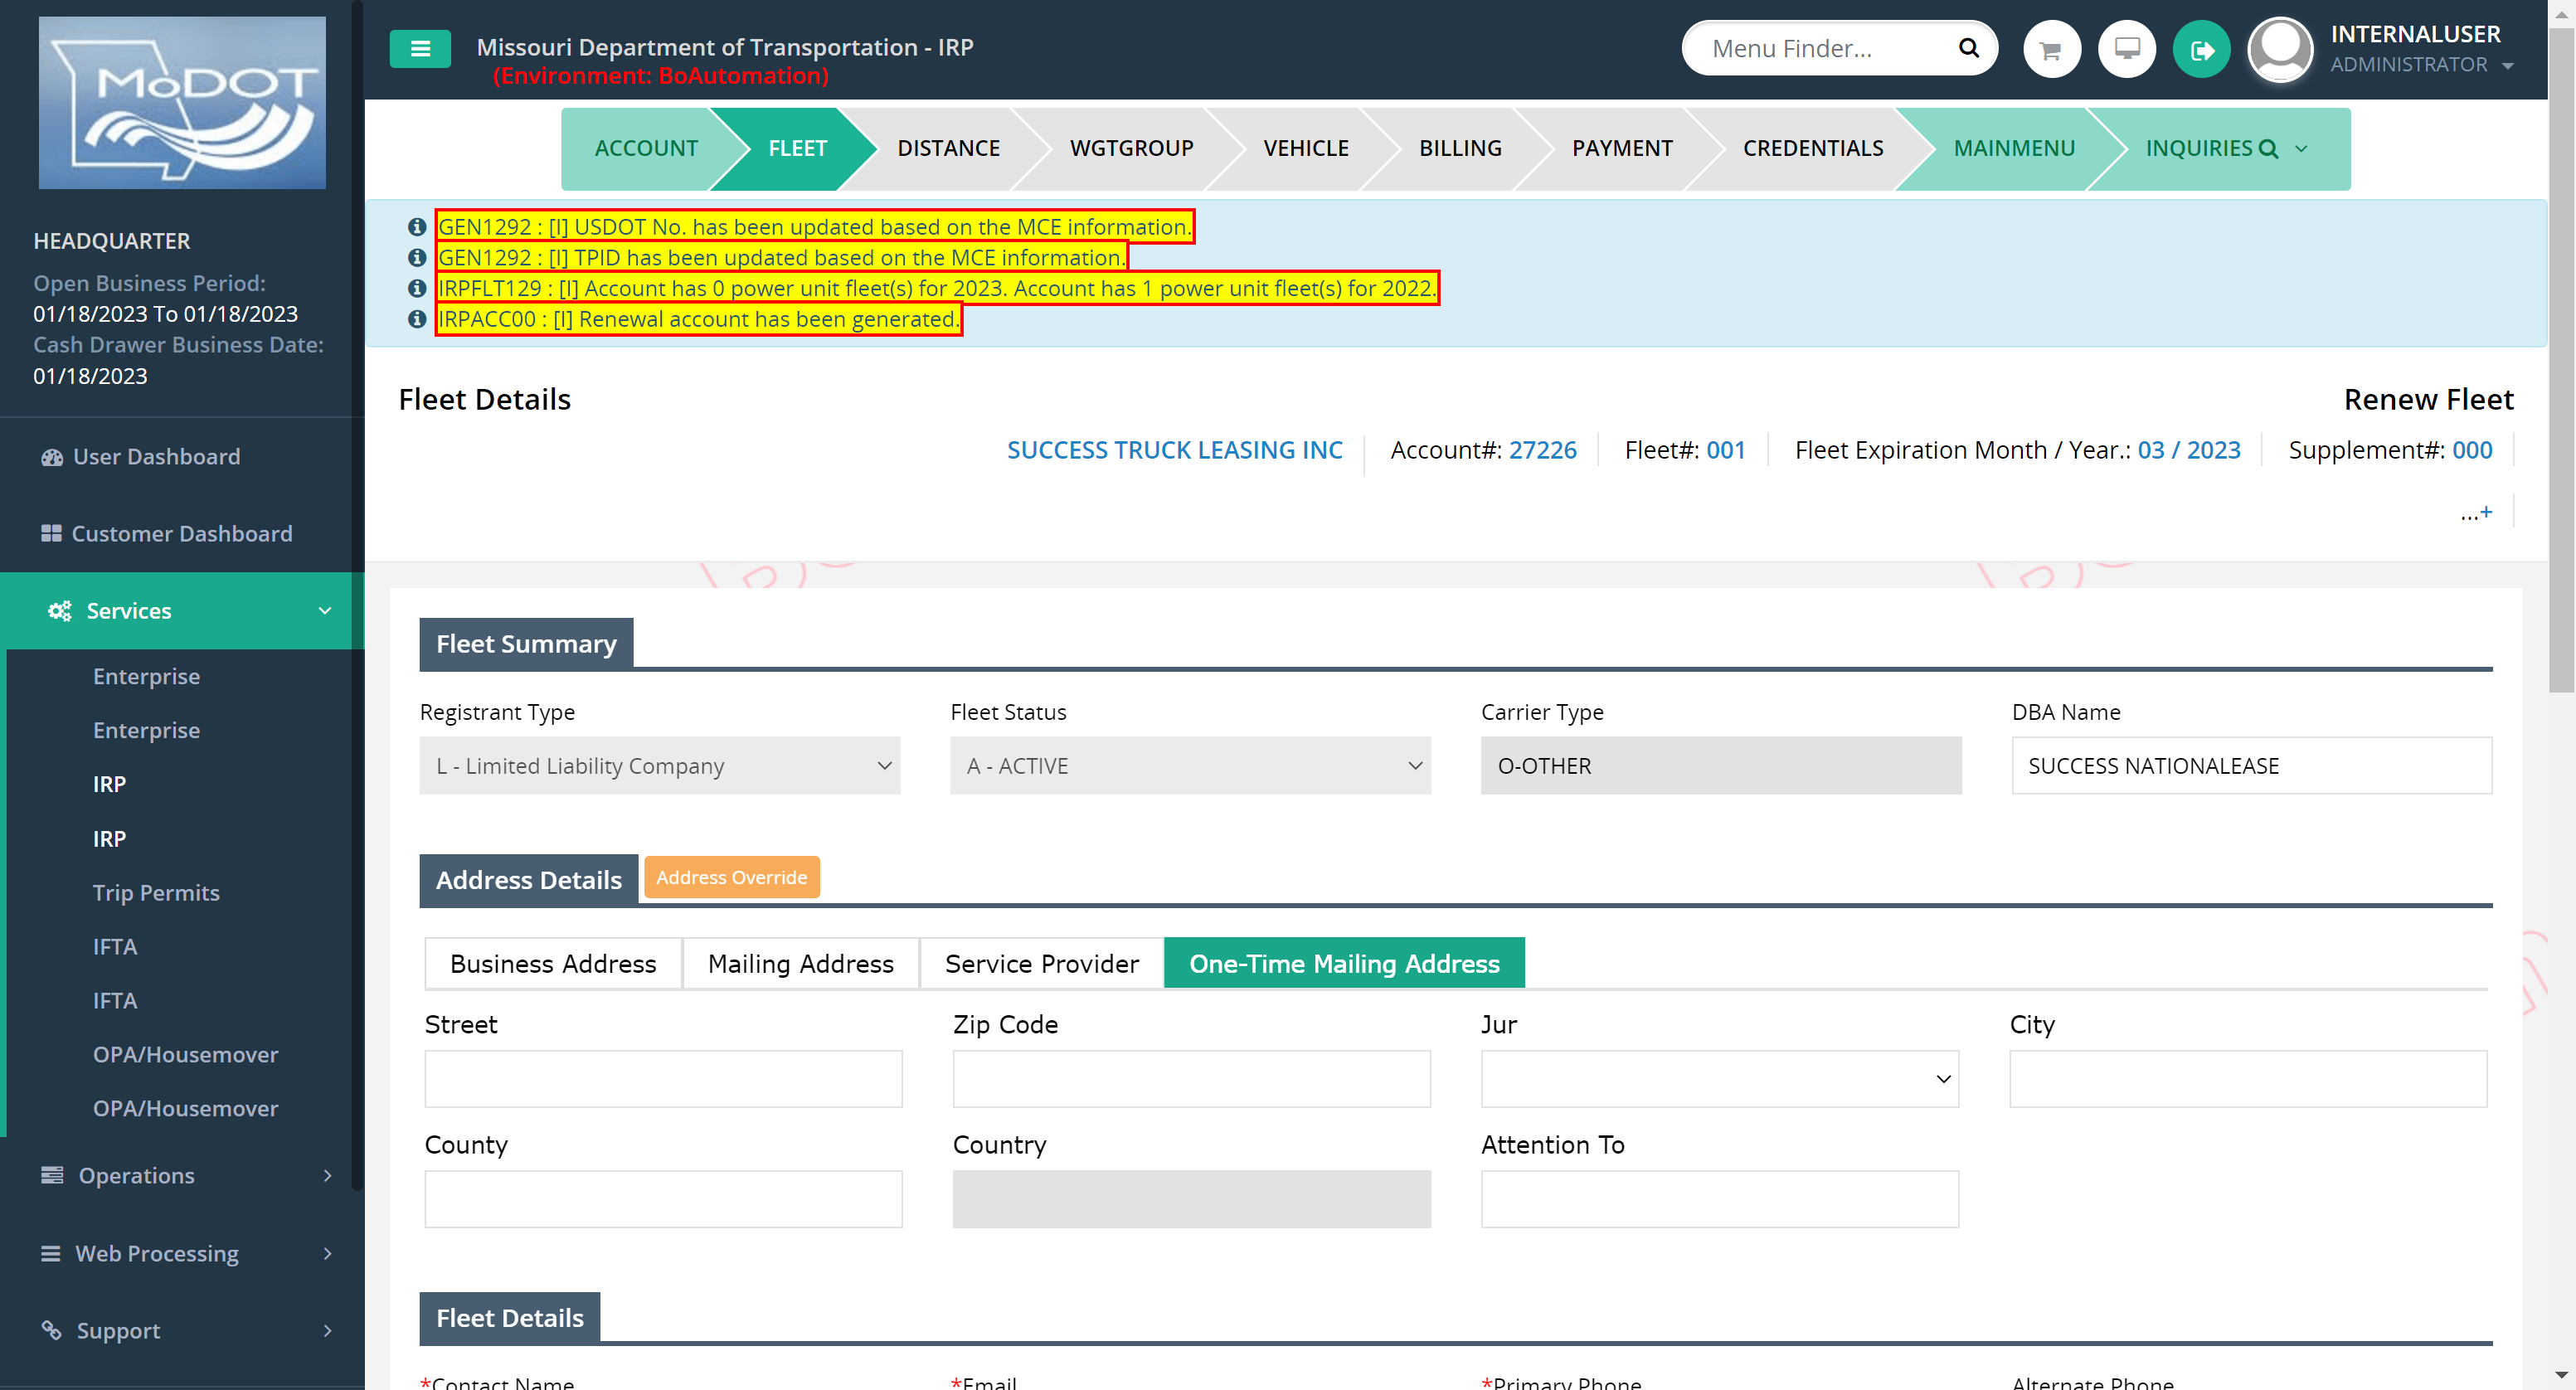 MoDOT
Missouri Department of Transportation - IRP
(Environment: BoAutomation)
Menu Finder...
INTERNALUSER
ADMINISTRATOR
ACCOUNT
FLEET
DISTANCE
WGTGROUP
VEHICLE
BILLING
PAYMENT
CREDENTIALS
MAINMENU
INQUIRIES
HEADQUARTER
Open Business Period:
01/18/2023 To 01/18/2023
Cash Drawer Business Date:
01/18/2023
User Dashboard
Customer Dashboard
Services
Enterprise
Enterprise
IRP
IRP
Trip Permits
IFTA
IFTA
OPA/Housemover
OPA/Housemover
Operations
Web Processing
Support
GEN1292 : [I] USDOT No. has been updated based on the MCE information.
GEN1292 : [I] TPID has been updated based on the MCE information.
IRPFLT129 : [I] Account has 0 power unit fleet(s) for 2023. Account has 1 power unit fleet(s) for 2022.
IRPACC00 : [I] Renewal account has been generated.
Fleet Details
Renew Fleet
SUCCESS TRUCK LEASING INC Account#: 27226 Fleet#: 001 Fleet Expiration Month / Year.: 03 / 2023 Supplement#: 000
...+
Fleet Summary
Registrant Type Fleet Status Carrier Type DBA Name
L - Limited Liability Company A - ACTIVE O-OTHER SUCCESS NATIONALEASE
Address Details Address Override
Business Address Mailing Address Service Provider One-Time Mailing Address
Street Zip Code Jur City
County Country Attention To
Fleet Details
*Contact Name *Email *Primary Phone Alternate Phone